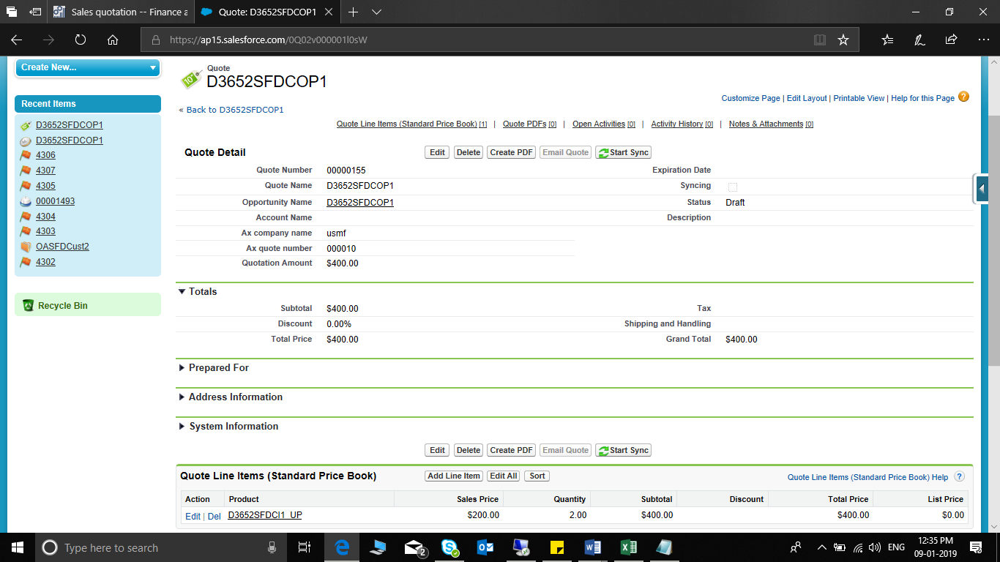 Sales quotation -- Finance a
Quote: D3652SFDCOP1
https://ap15.salesforce.com/0Q02v000001l0sW
Create New...
Recent Items
D3652SFDCOP1
D3652SFDCOP1
4306
4307
4305
00001493
4304
4303
OASFDCust2
4302
Recycle Bin
10
Quote
D3652SFDCOP1
Customize Page | Edit Layout | Printable View | Help for this Page ?
« Back to D3652SFDCOP1
Quote Line Items (Standard Price Book) [1] | Quote PDFs [0] | Open Activities [0] | Activity History [0] | Notes & Attachments [0]
Quote Detail Edit Delete Create PDF Email Quote Start Sync
Quote Number 00000155 Expiration Date
Quote Name D3652SFDCOP1 Syncing
Opportunity Name D3652SFDCOP1 Status Draft
Account Name Description
Ax company name usmf
Ax quote number 000010
Quotation Amount $400.00
Totals
Subtotal $400.00 Tax
Discount 0.00% Shipping and Handling
Total Price $400.00 Grand Total $400.00
Prepared For
Address Information
System Information
Edit Delete Create PDF Email Quote Start Sync
Quote Line Items (Standard Price Book) Add Line Item Edit All Sort Quote Line Items (Standard Price Book) Help ?
Action Product Sales Price Quantity Subtotal Discount Total Price List Price
Edit | Del D3652SFDCI1_UP $200.00 2.00 $400.00 $400.00 $0.00
Type here to search
2
ENG
12:35 PM
09-01-2019